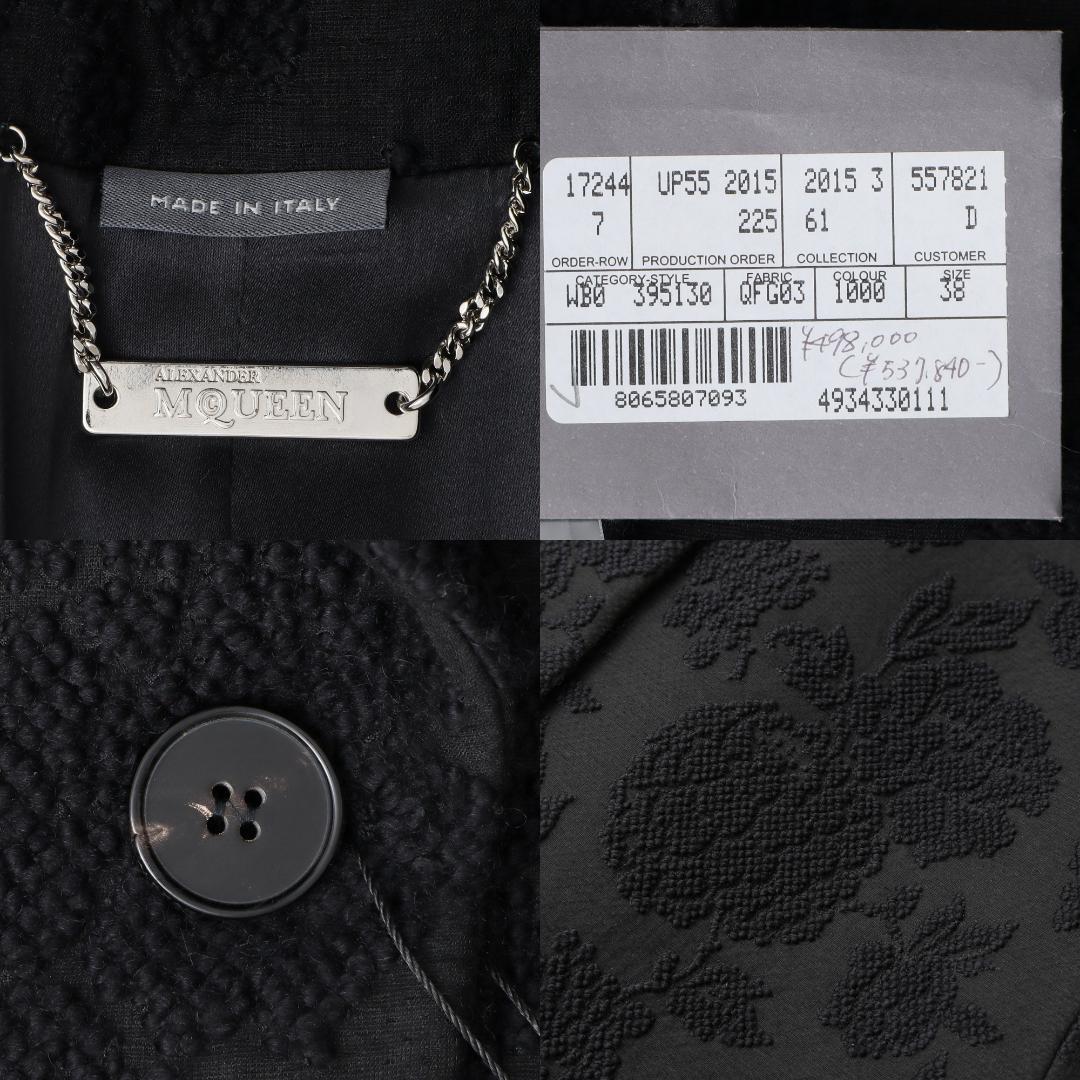 MADE IN ITALY
ALEXANDER
McQUEEN
17244 UP55 2015 2015 3 557821
7 225 61 D
ORDER-ROW PRODUCTION ORDER COLLECTION CUSTOMER
CATEGORY-STYLE FABRIC COLOUR SIZE
WB0 395130 QFG03 1000 38
¥498,000
(¥537.840-)
8065807093 4934330111